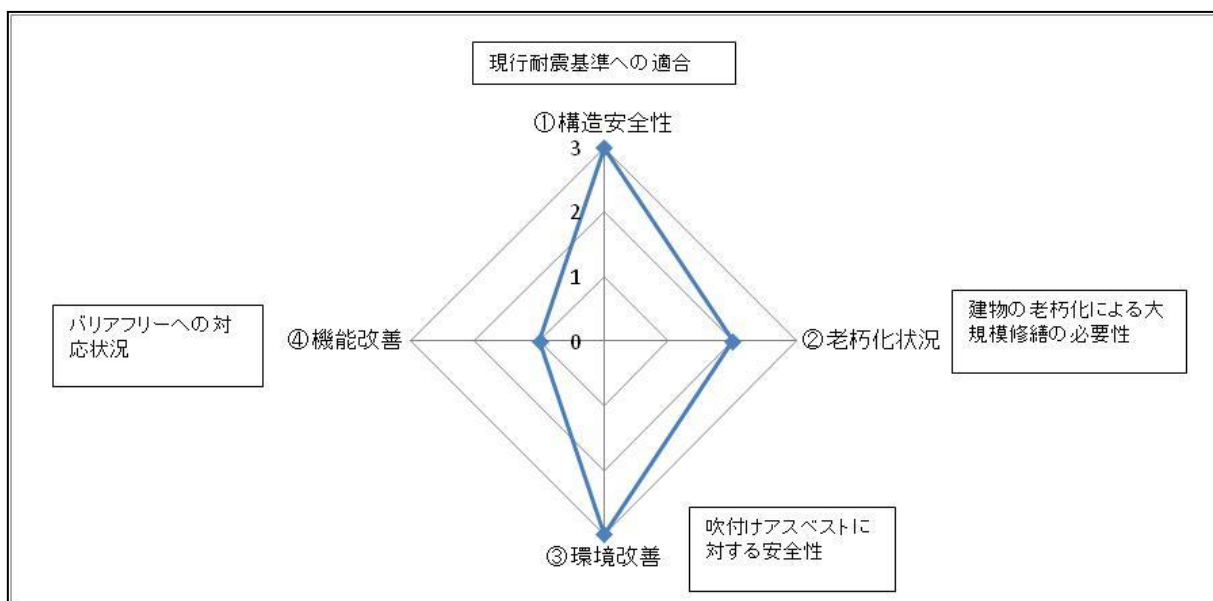 現行耐震基準への適合
①構造安全性
3
2
1
0
バリアフリーへの対
応状況
④機能改善
②老朽化状況
建物の老朽化による大
規模修繕の必要性
吹付けアスベストに
対する安全性
③環境改善